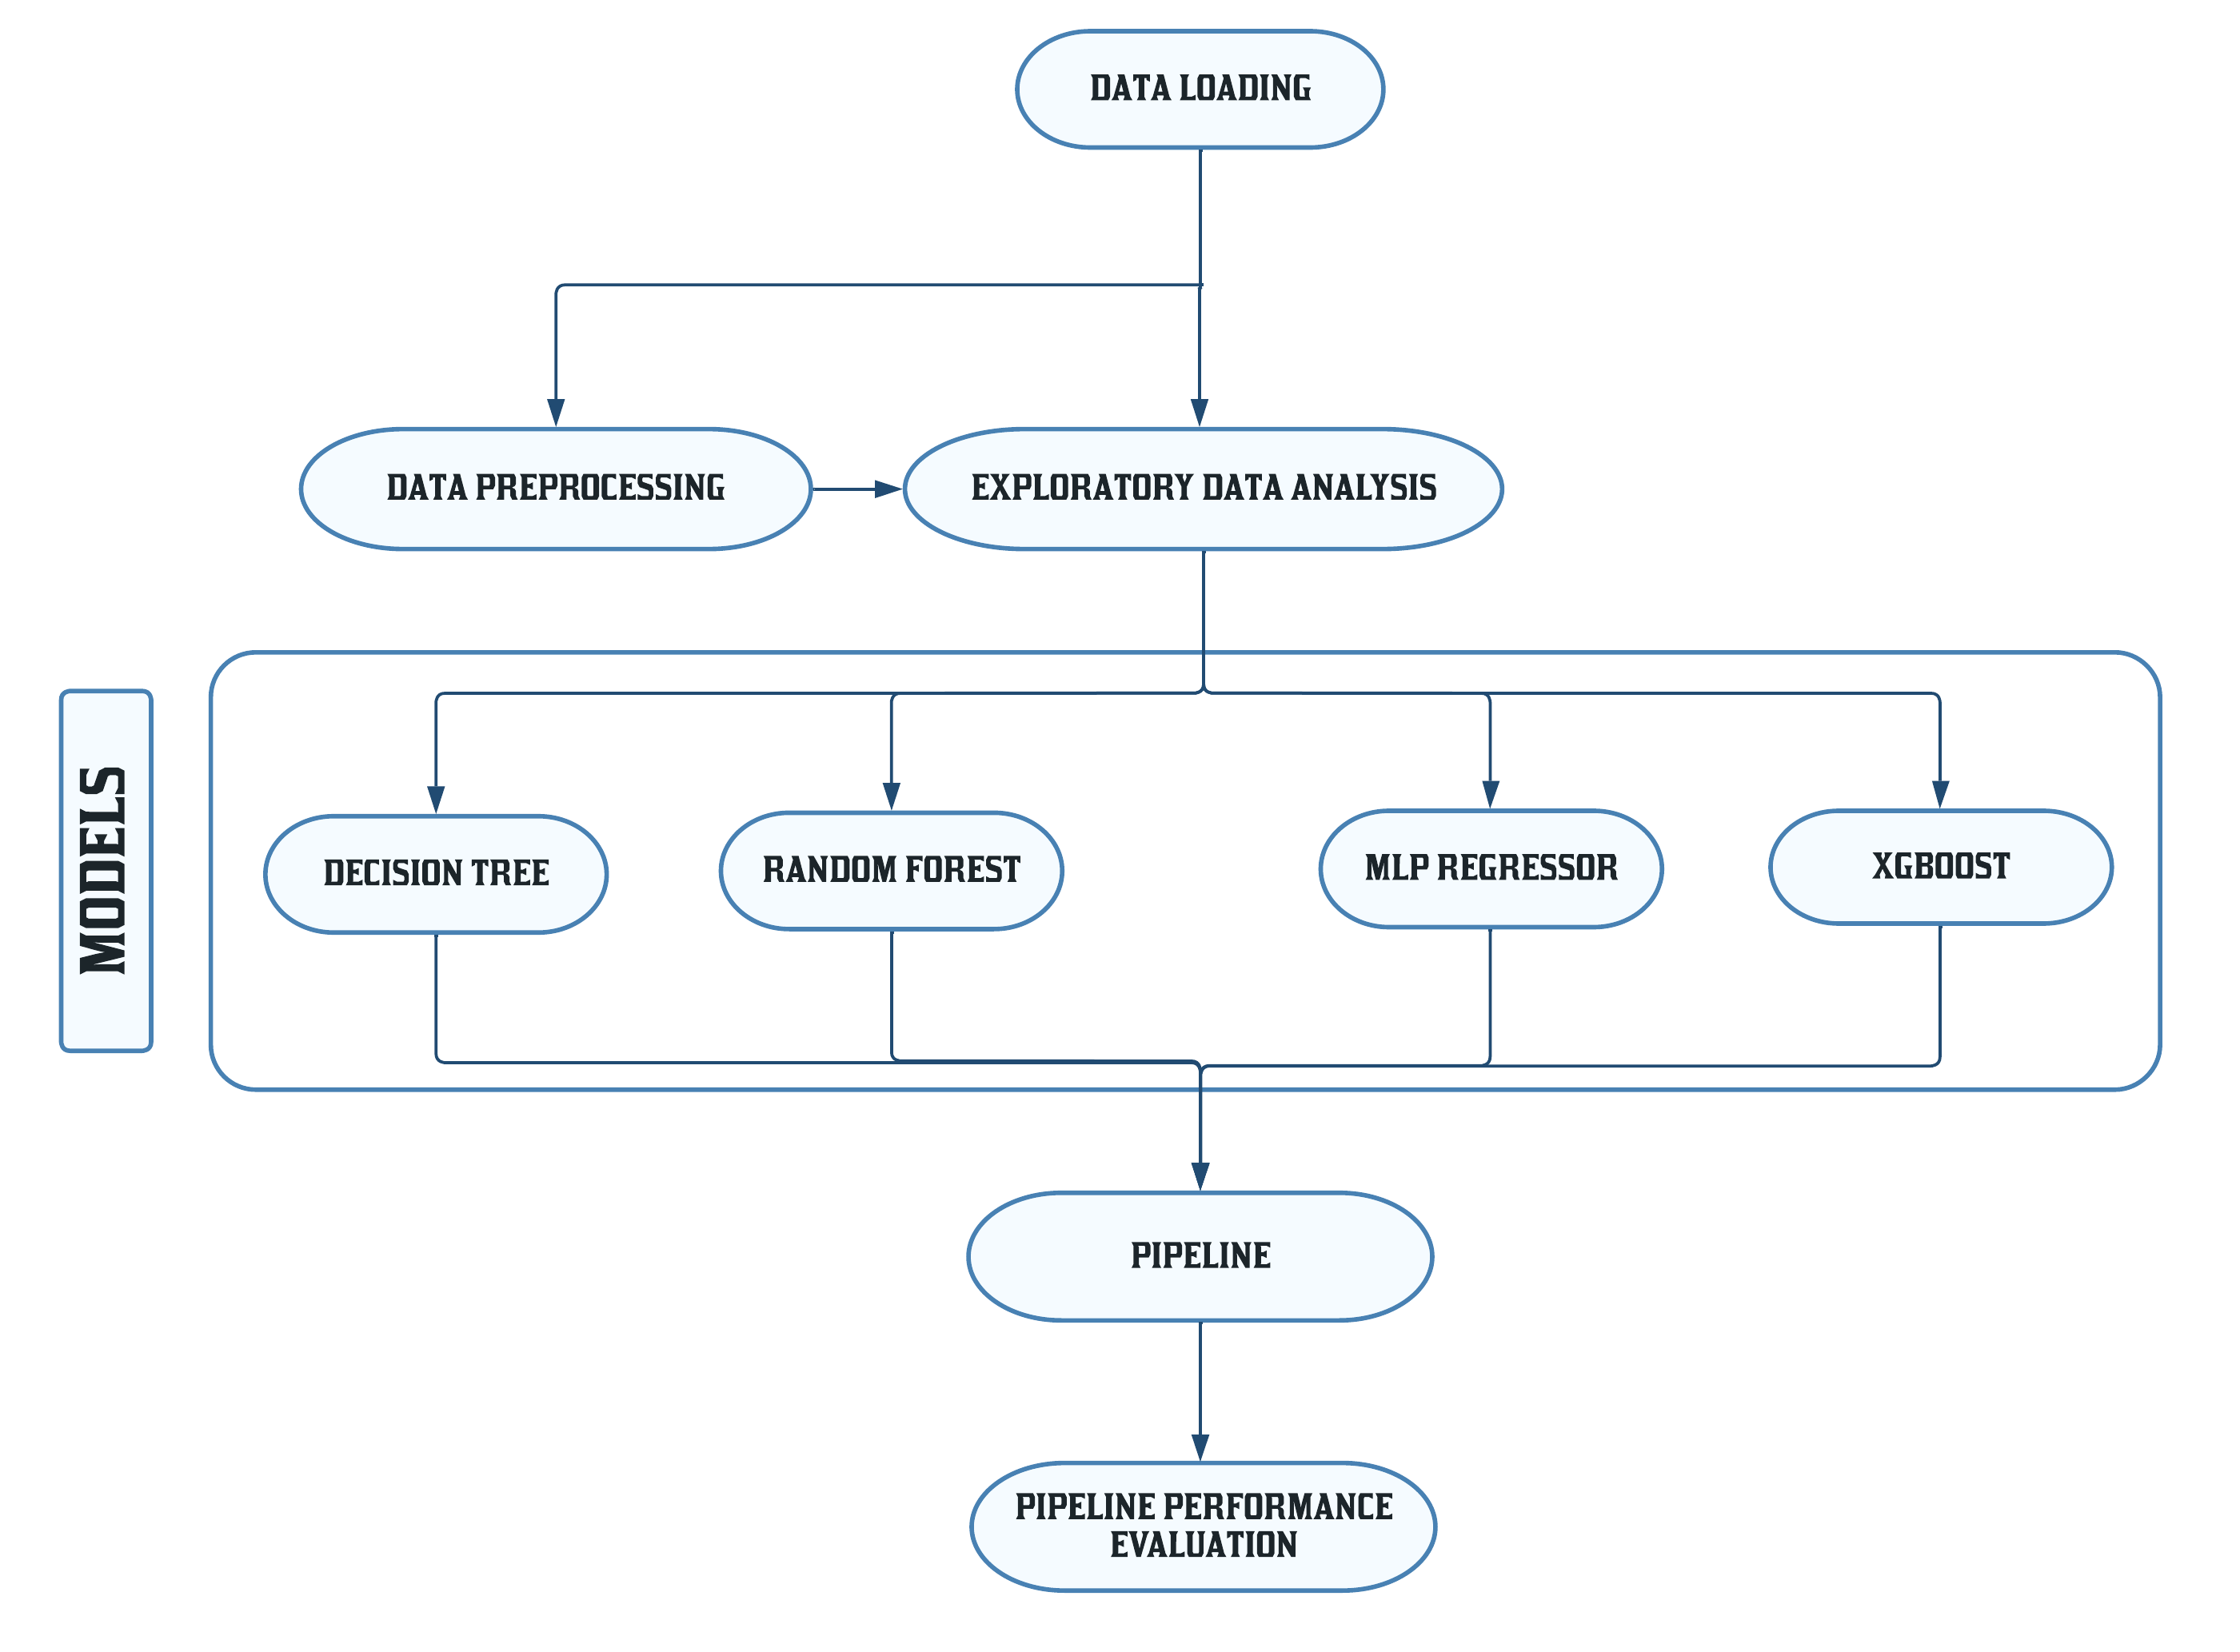 DATA LOADING
DATA PREPROCESSING
EXPLORATORY DATA ANALYSIS
MODELS
DECISION TREE
RANDOM FOREST
MLP REGRESSOR
XGBOOST
PIPELINE
PIPELINE PERFORMANCE
EVALUATION